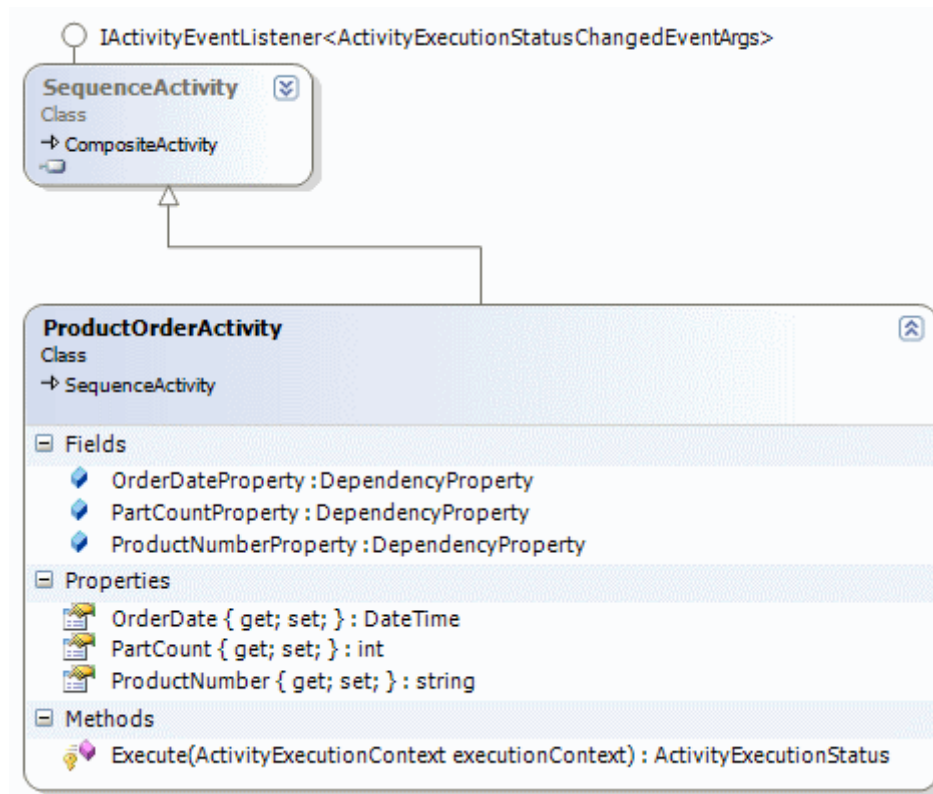 IActivityEventListener<ActivityExecutionStatusChangedEventArgs>
SequenceActivity
Class
CompositeActivity
ProductOrderActivity
Class
SequenceActivity
Fields
OrderDateProperty : DependencyProperty
PartCountProperty : DependencyProperty
ProductNumberProperty : DependencyProperty
Properties
OrderDate { get; set; } : DateTime
PartCount { get; set; } : int
ProductNumber { get; set; } : string
Methods
Execute(ActivityExecutionContext executionContext) : ActivityExecutionStatus